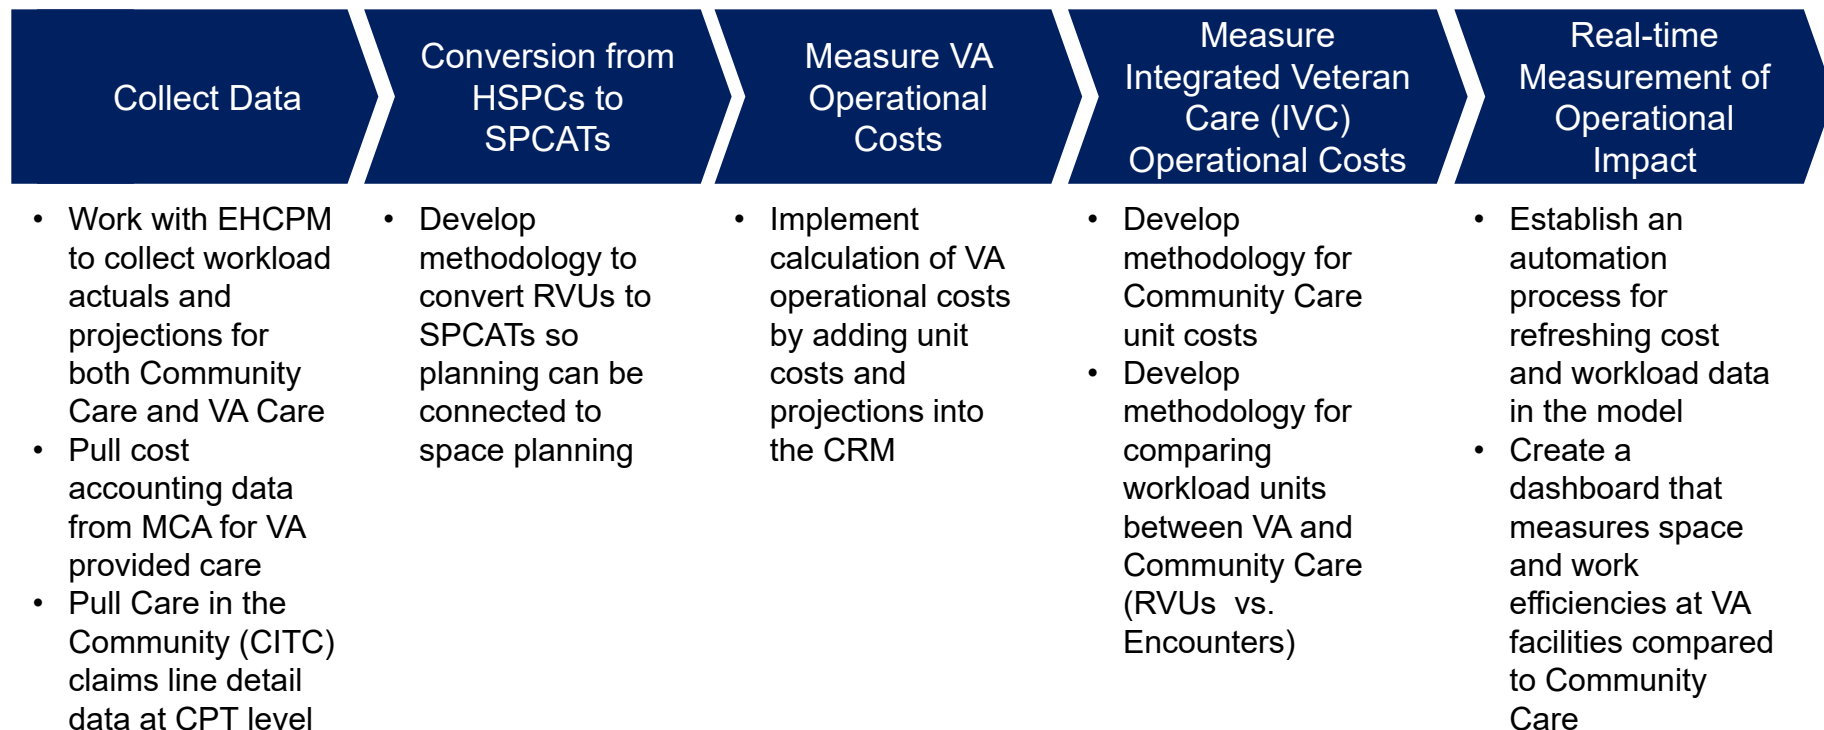 Collect Data
Conversion from
HSPCs to
SPCATs
Measure VA
Operational
Costs
Measure
Integrated Veteran
Care (IVC)
Operational Costs
Real-time
Measurement of
Operational
Impact
• Work with EHCPM
to collect workload
actuals and
projections for
both Community
Care and VA Care
• Pull cost
accounting data
from MCA for VA
provided care
• Pull Care in the
Community (CITC)
claims line detail
data at CPT level
• Develop
methodology to
convert RVUs to
SPCATs so
planning can be
connected to
space planning
• Implement
calculation of VA
operational costs
by adding unit
costs and
projections into
the CRM
• Develop
methodology for
Community Care
unit costs
• Develop
methodology for
comparing
workload units
between VA and
Community Care
(RVUs  vs.
Encounters)
• Establish an
automation
process for
refreshing cost
and workload data
in the model
• Create a
dashboard that
measures space
and work
efficiencies at VA
facilities compared
to Community
Care